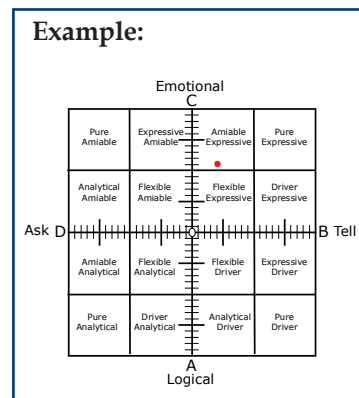 Example:
Emotional
C
Pure
Amiable
Expressive
Amiable
Amiable
Expressive
Pure
Expressive
Analytical
Amiable
Flexible
Amiable
Flexible
Expressive
Driver
Expressive
Ask D
B Tell
Amiable
Analytical
Flexible
Analytical
Flexible
Driver
Expressive
Driver
Pure
Analytical
Driver
Analytical
Analytical
Driver
Pure
Driver
A
Logical